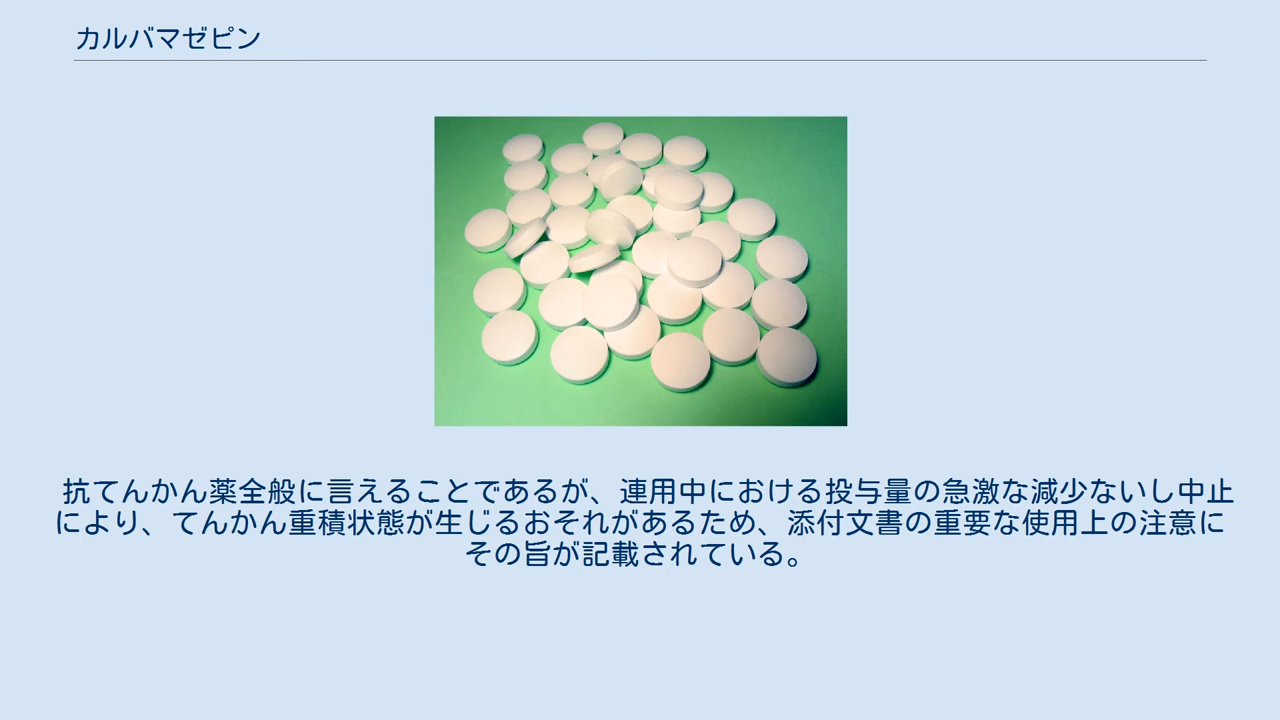 カルバマゼピン
抗てんかん薬全般に言えることであるが、連用中における投与量の急激な減少ないし中止
により、てんかん重積状態が生じるおそれがあるため、添付文書の重要な使用上の注意に
その旨が記載されている。